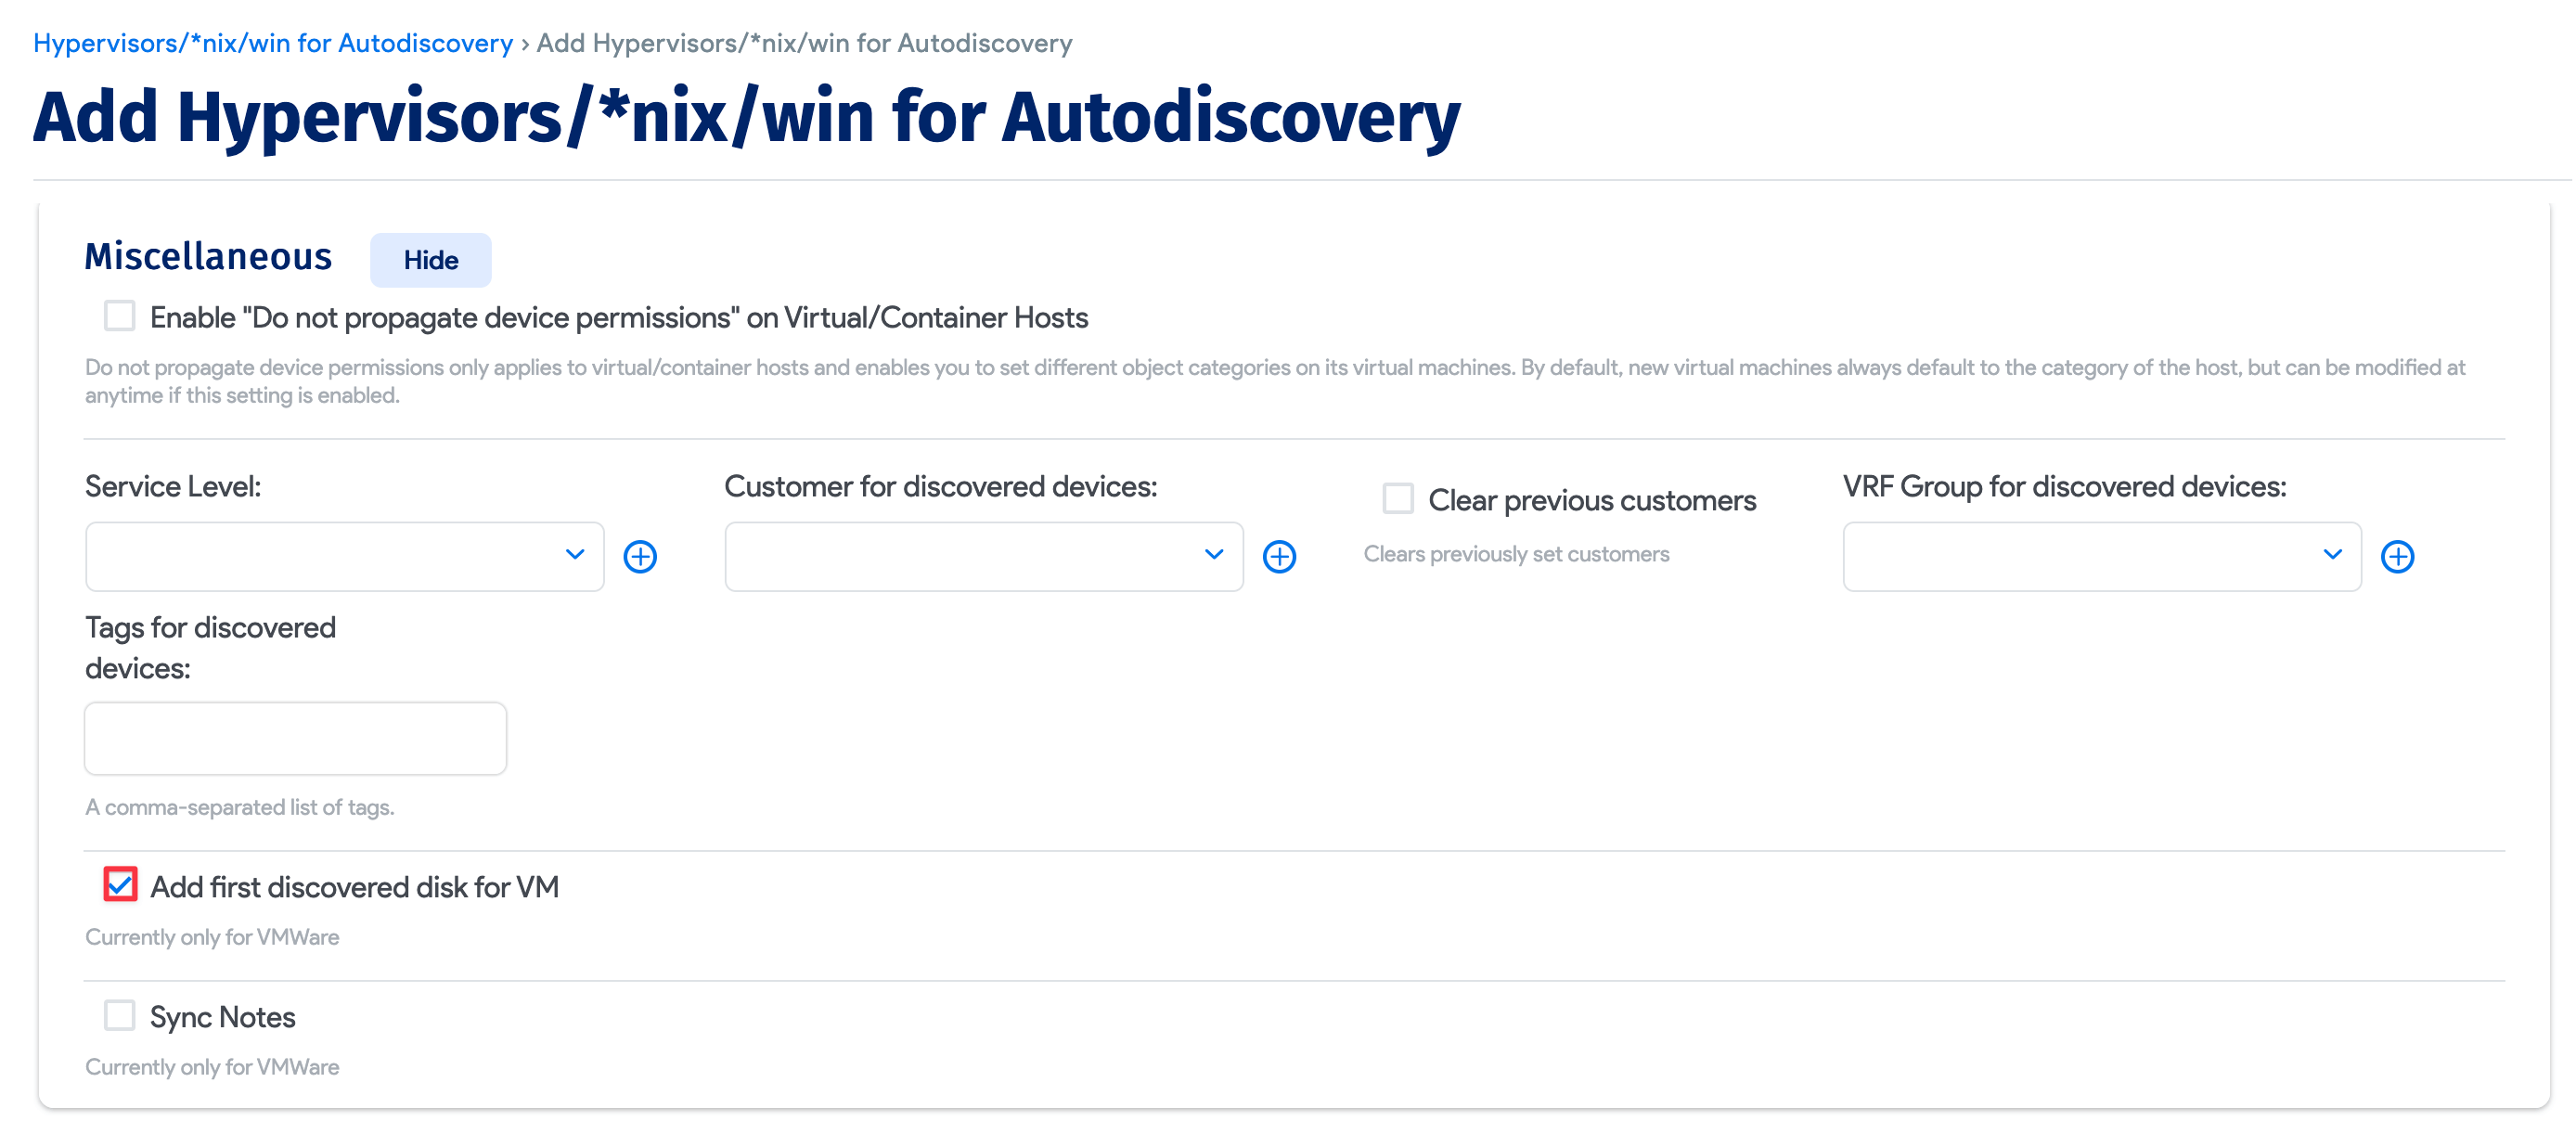 Hypervisors/*nix/win for Autodiscovery › Add Hypervisors/*nix/win for Autodiscovery
Add Hypervisors/*nix/win for Autodiscovery
Miscellaneous Hide
Enable "Do not propagate device permissions" on Virtual/Container Hosts
Do not propagate device permissions only applies to virtual/container hosts and enables you to set different object categories on its virtual machines. By default, new virtual machines always default to the category of the host, but can be modified at
anytime if this setting is enabled.
Service Level: Customer for discovered devices: Clear previous customers VRF Group for discovered devices:
Clears previously set customers
Tags for discovered
devices:
A comma-separated list of tags.
Add first discovered disk for VM
Currently only for VMWare
Sync Notes
Currently only for VMWare